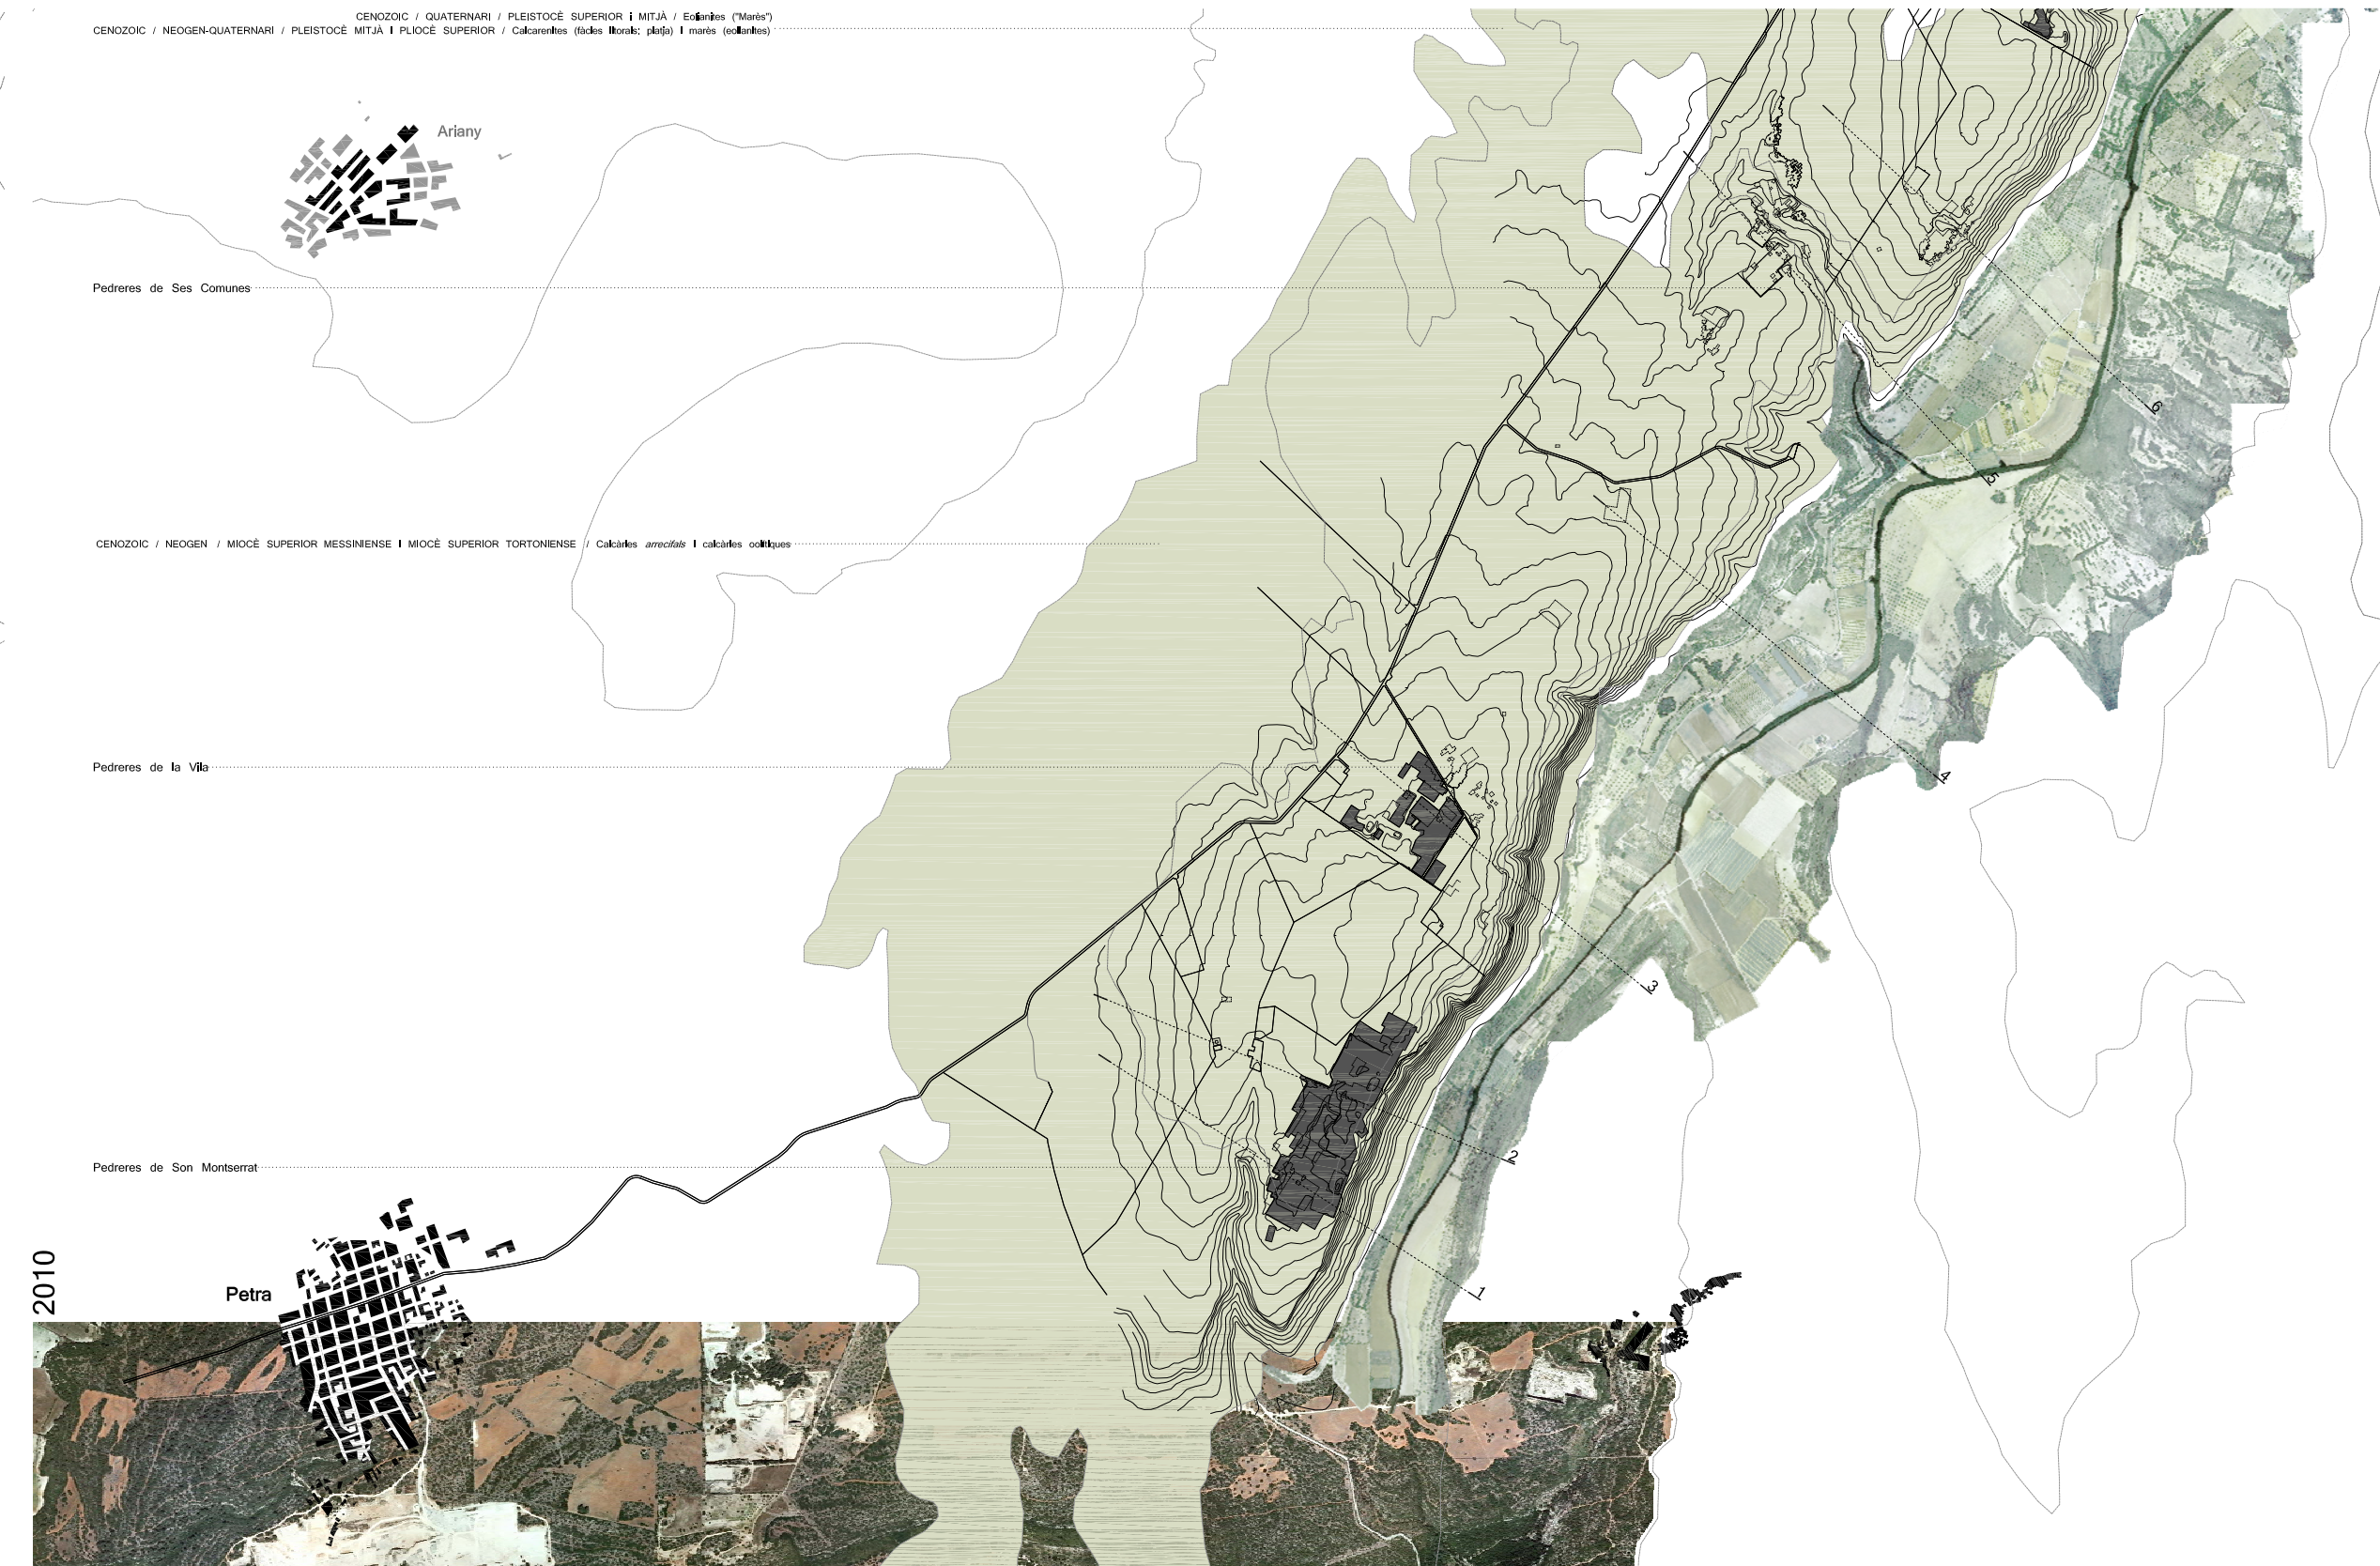 CENOZOIC / QUATERNARI / PLEISTOCÈ SUPERIOR i MITJÀ / Eolianites ("Marès")
CENOZOIC / NEOGEN-QUATERNARI / PLEISTOCÈ MITJÀ I PLIOCÈ SUPERIOR / Calcarenites (fàcies litorals; platja) I marès (eolianites)
Ariany
Pedreres de Ses Comunes
6
5
CENOZOIC / NEOGEN / MIOCÈ SUPERIOR MESSINIENSE I MIOCÈ SUPERIOR TORTONIENSE / Calcàries arrecifals I calcàries oolítiques
Pedreres de la Vila
4
3
Pedreres de Son Montserrat
2
2010
Petra
1